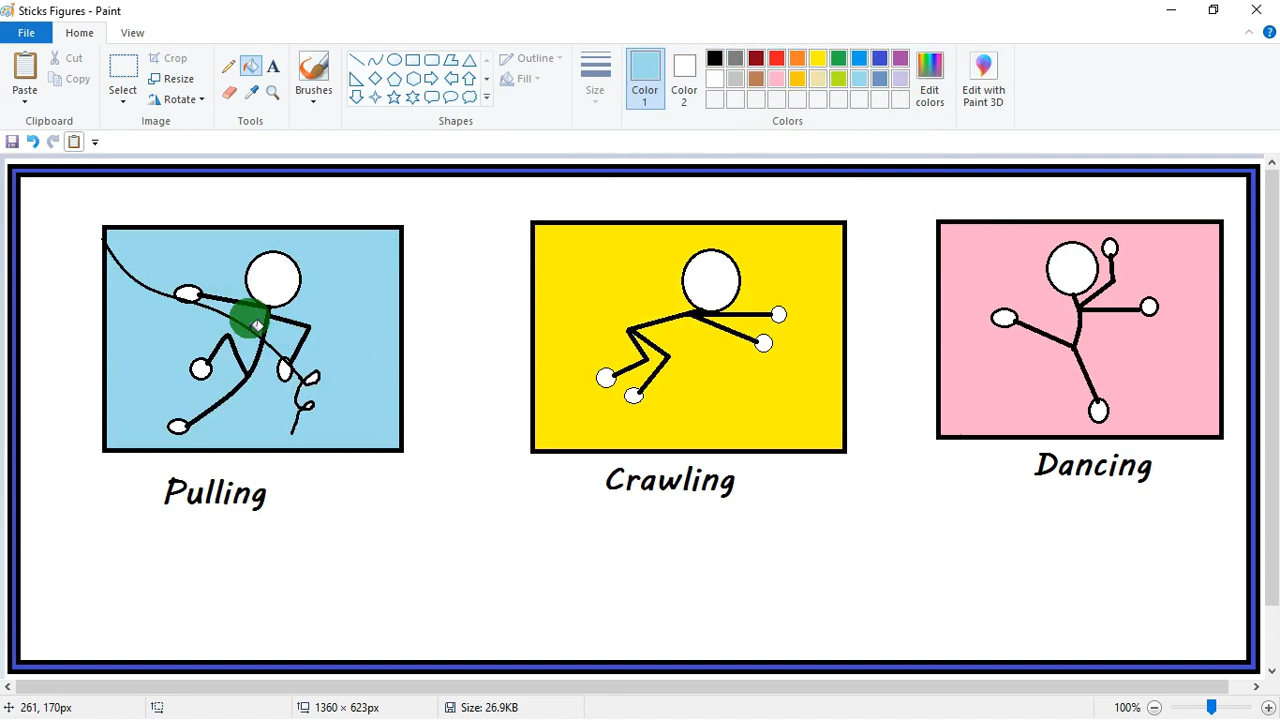 Sticks Figures - Paint
File
Home
View
Paste
Cut
Copy
Clipboard
Select
Crop
Resize
Rotate
Image
Tools
Brushes
Shapes
Outline
Fill
Size
Color 1
Color 2
Edit colors
Colors
Edit with Paint 3D
Pulling
Crawling
Dancing
261, 170px
1360 × 623px
Size: 26.9KB
100%